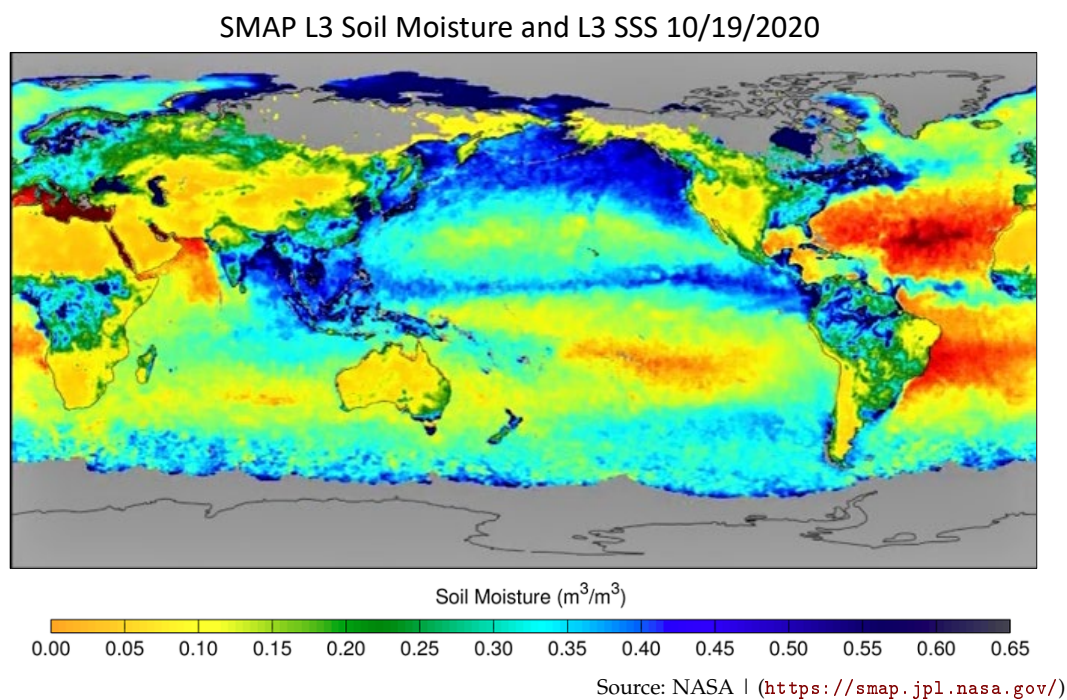 SMAP L3 Soil Moisture and L3 SSS 10/19/2020
Soil Moisture (m³/m³)
0.00 0.05 0.10 0.15 0.20 0.25 0.30 0.35 0.40 0.45 0.50 0.55 0.60 0.65
Source: NASA | (https://smap.jpl.nasa.gov/)